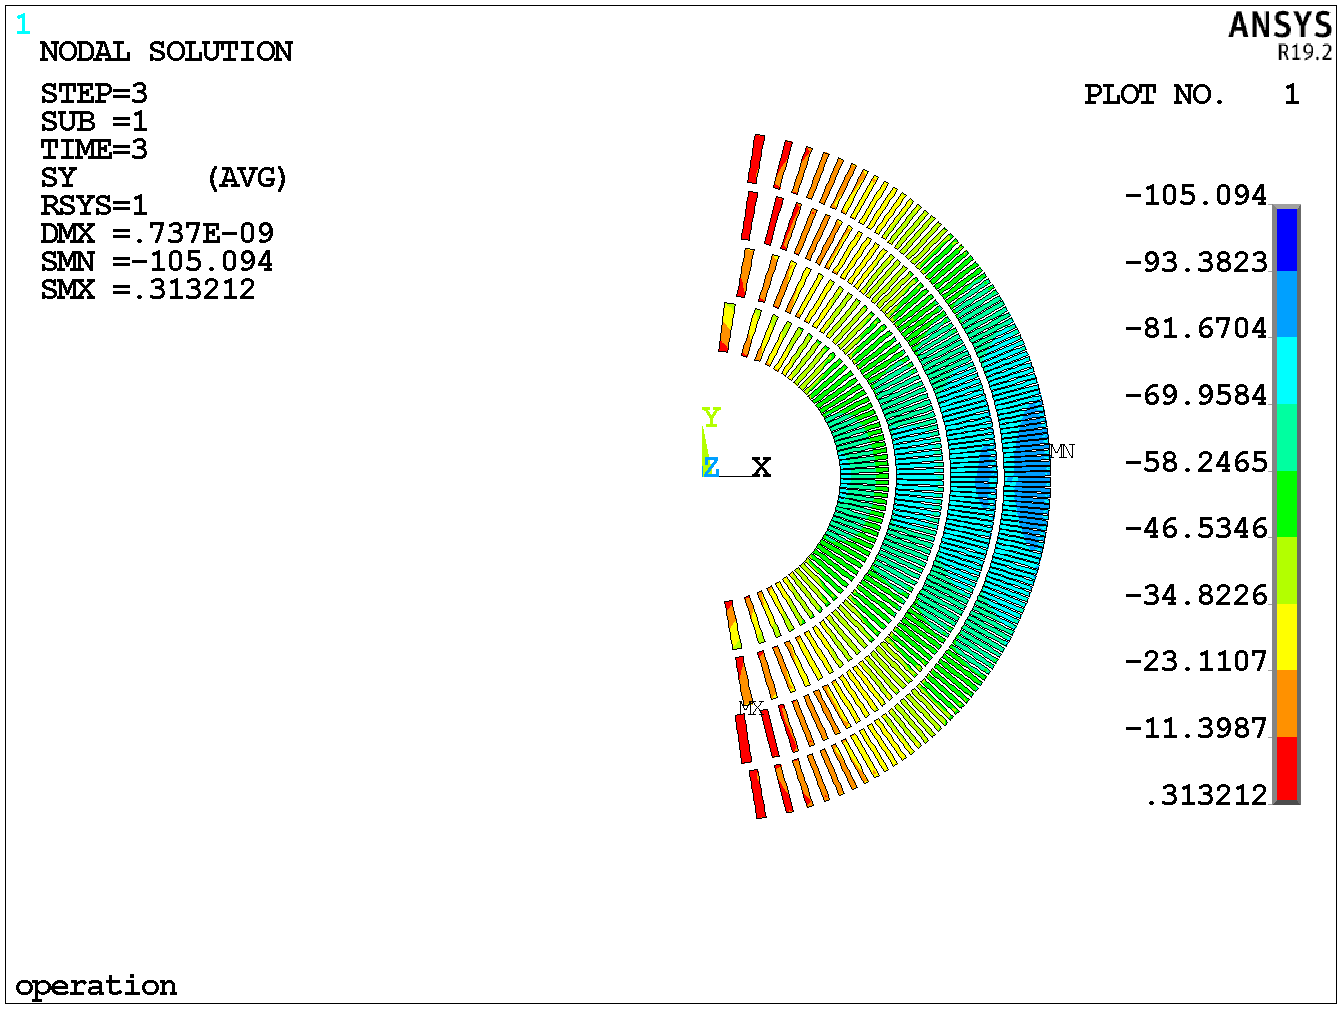 1
ANSYS
R19.2
NODAL SOLUTION
STEP=3
SUB =1
TIME=3
SY (AVG)
RSYS=1
DMX =.737E-09
SMN =-105.094
SMX =.313212
PLOT NO. 1
-105.094
-93.3823
-81.6704
-69.9584
-58.2465
-46.5346
-34.8226
-23.1107
-11.3987
.313212
Y
Z X
MN
MX
operation